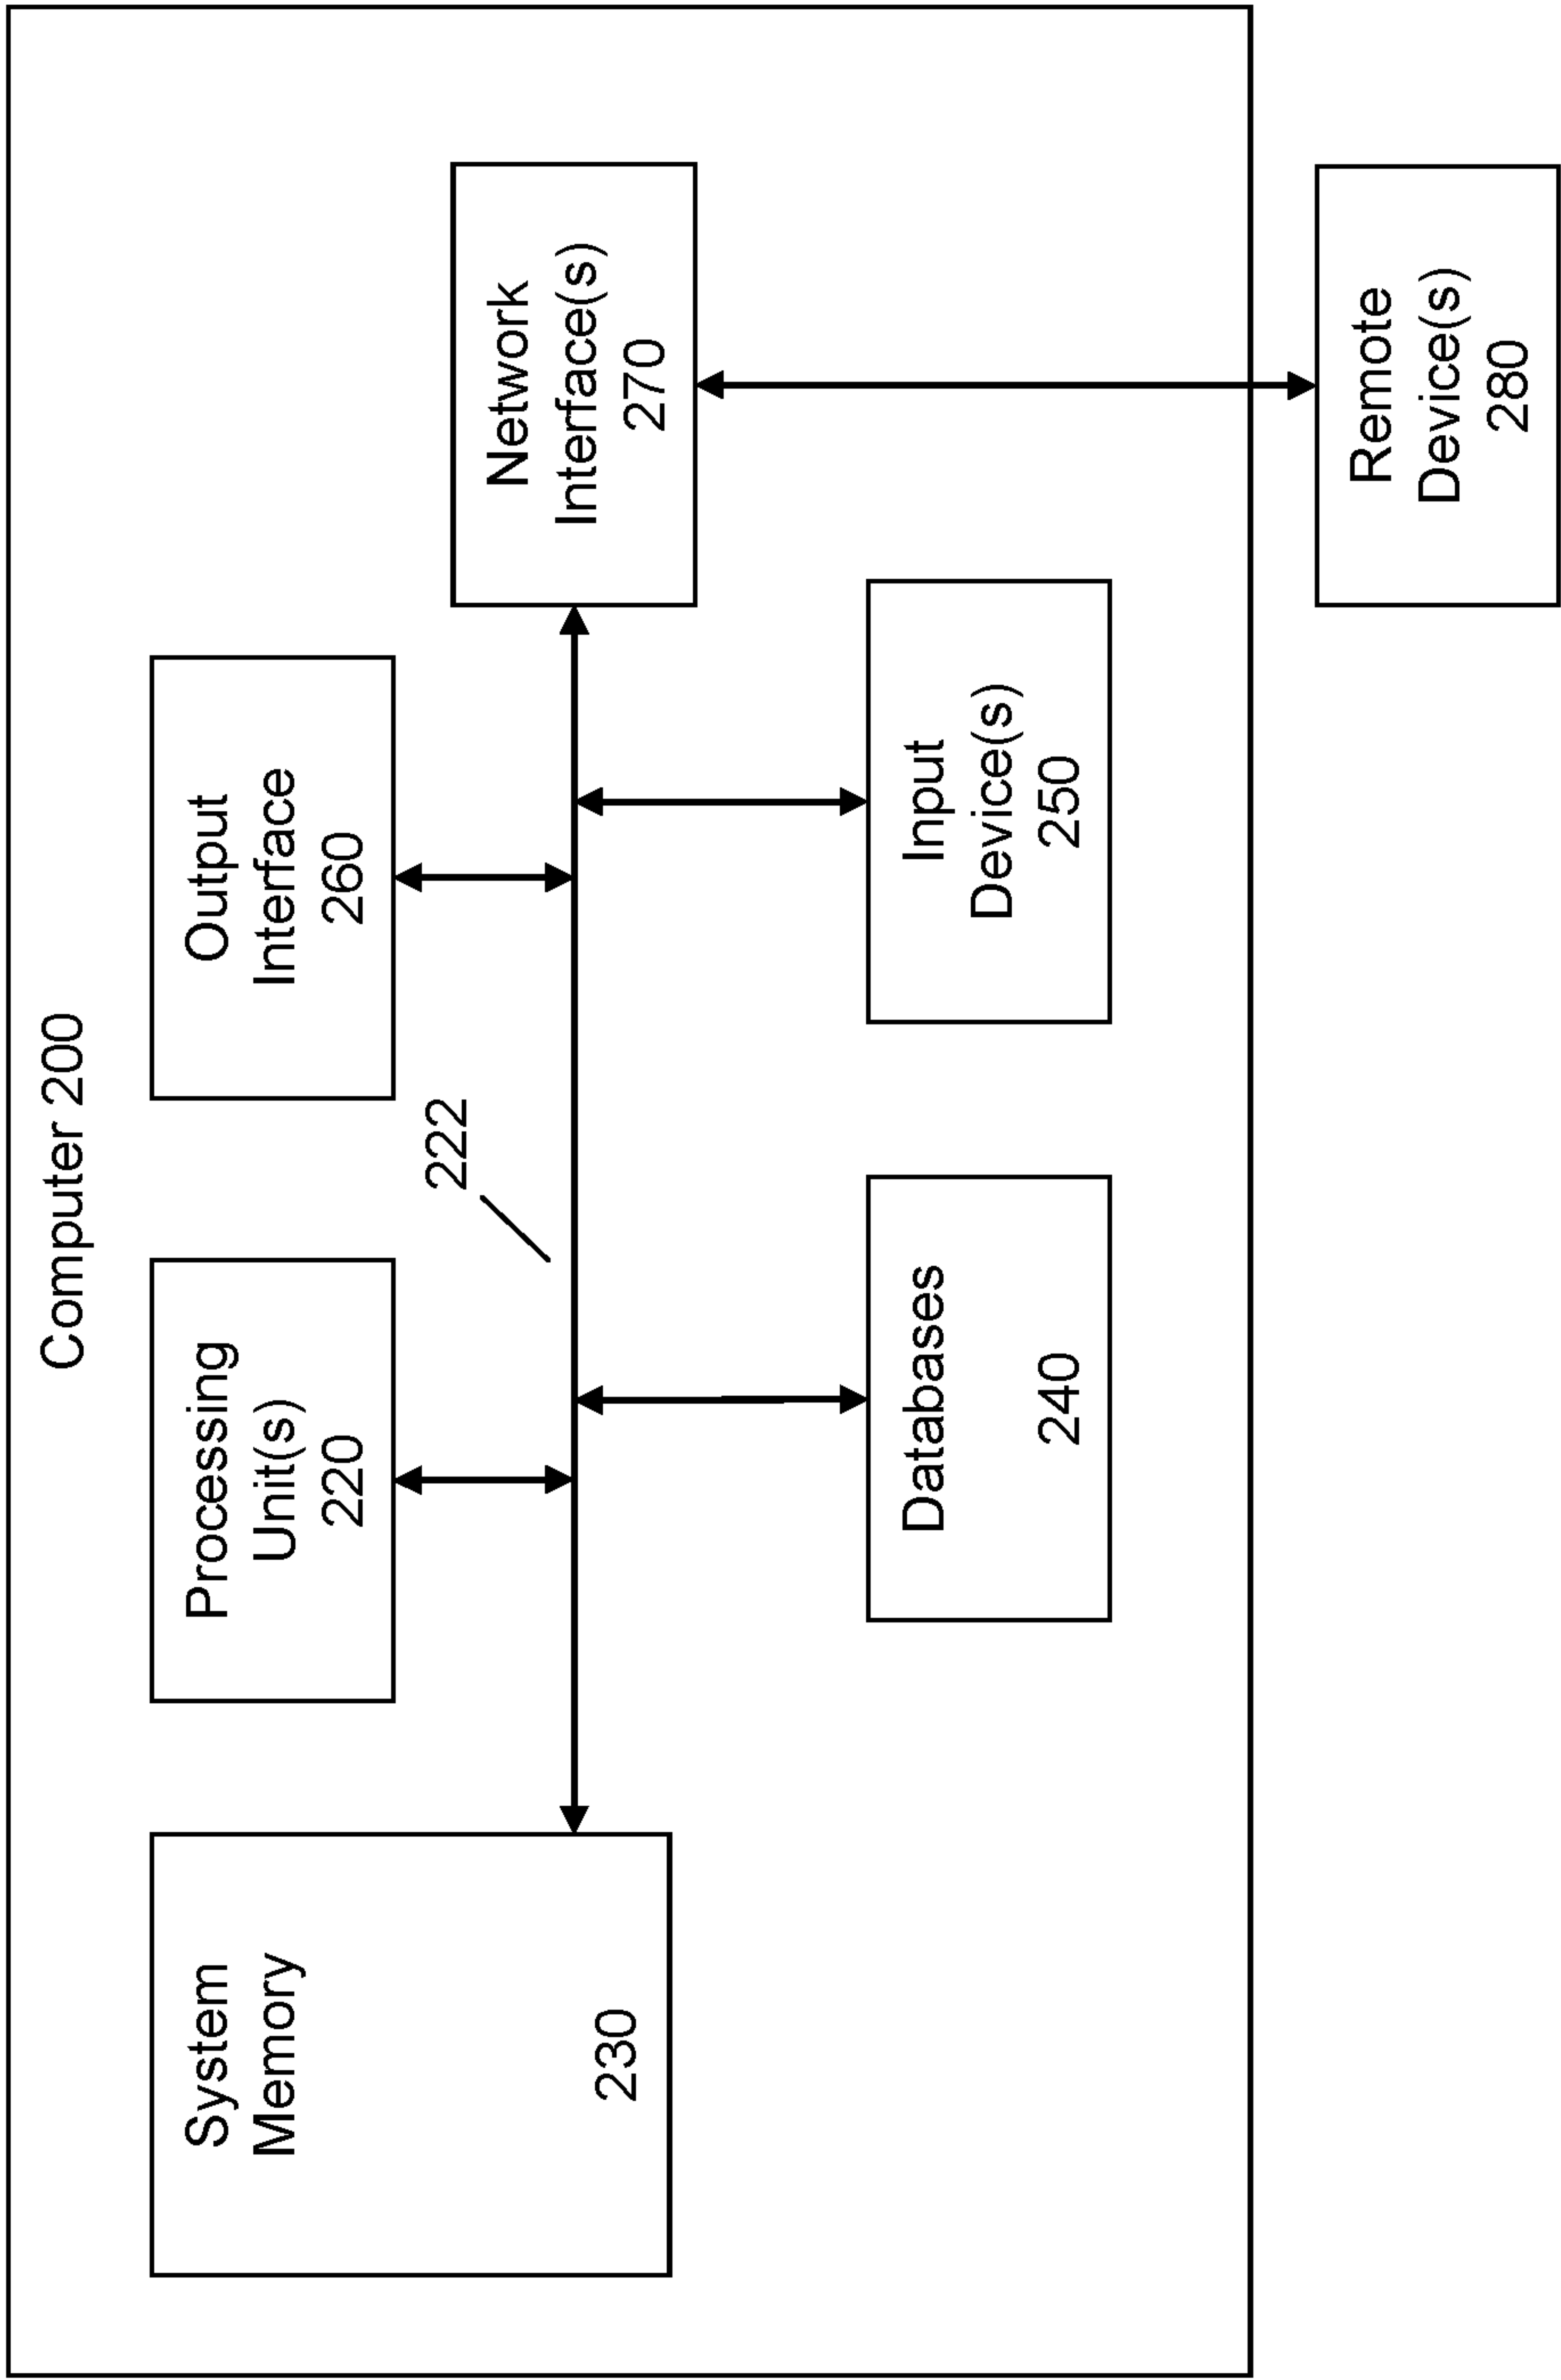 Computer 200
System
Memory
230
Processing
Unit(s)
220
222
Output
Interface
260
Network
Interface(s)
270
Databases
240
Input
Device(s)
250
Remote
Device(s)
280